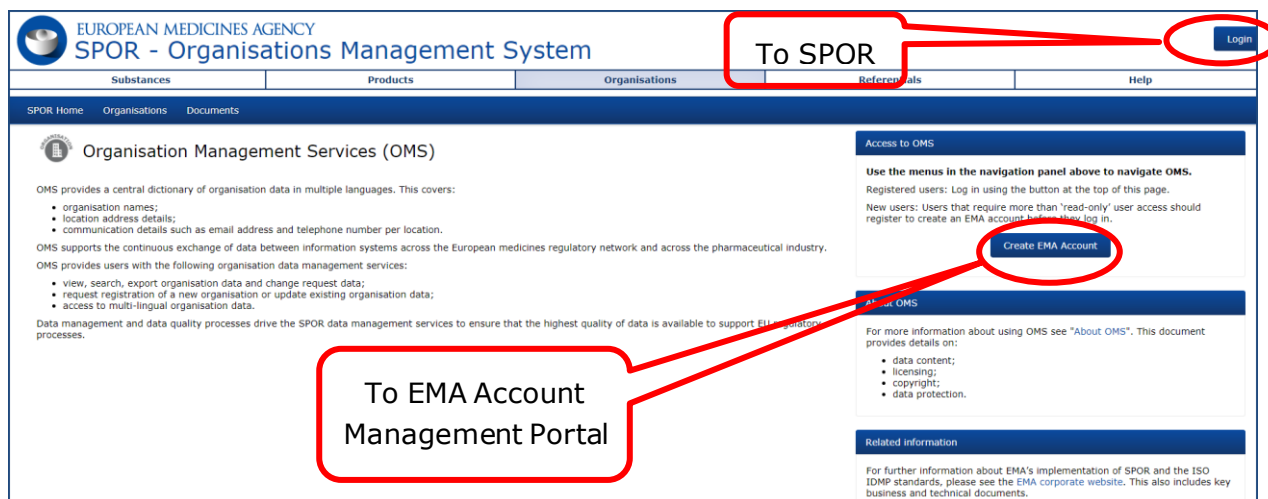 EUROPEAN MEDICINES AGENCY
SPOR - Organisations Management System
To SPOR
Login
Substances
Products
Organisations
Referentials
Help
SPOR Home
Organisations
Documents
Organisation Management Services (OMS)
OMS provides a central dictionary of organisation data in multiple languages. This covers:
• organisation names;
• location address details;
• communication details such as email address and telephone number per location.
OMS supports the continuous exchange of data between information systems across the European medicines regulatory network and across the pharmaceutical industry.
OMS provides users with the following organisation data management services:
• view, search, export organisation data and change request data;
• request registration of a new organisation or update existing organisation data;
• access to multi-lingual organisation data.
Data management and data quality processes drive the SPOR data management services to ensure that the highest quality of data is available to support EU regulatory
processes.
To EMA Account
Management Portal
Access to OMS
Use the menus in the navigation panel above to navigate OMS.
Registered users: Log in using the button at the top of this page.
New users: Users that require more than 'read-only' user access should
register to create an EMA account before they log in.
Create EMA Account
About OMS
For more information about using OMS see "About OMS". This document
provides details on:
• data content;
• licensing;
• copyright;
• data protection.
Related information
For further information about EMA's implementation of SPOR and the ISO
IDMP standards, please see the EMA corporate website. This also includes key
business and technical documents.